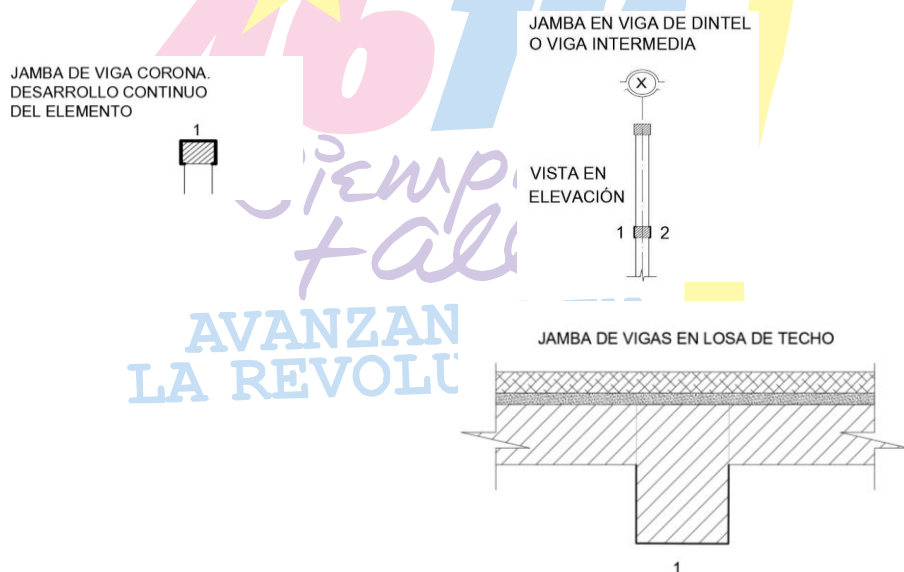 JAMBA EN VIGA DE DINTEL
O VIGA INTERMEDIA
X
JAMBA DE VIGA CORONA.
DESARROLLO CONTINUO
DEL ELEMENTO
1
VISTA EN
ELEVACIÓN
1 2
AVANZAN
LA
JAMBA DE VIGAS EN LOSA DE TECHO
1